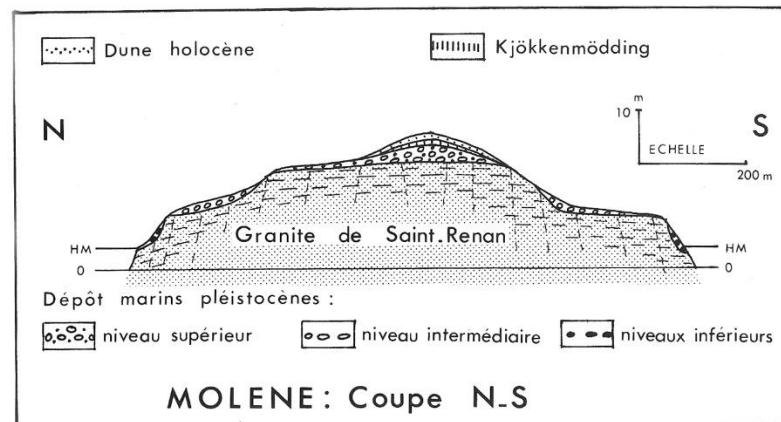 Dune holocène
Kjökkenmödding
N
10 m
S
ECHELLE
200 m
Granite de Saint.Renan
HM
HM
0
0
Dépôt marins pléistocènes :
niveau supérieur
niveau intermédiaire
niveaux inférieurs
MOLENE : Coupe N-S